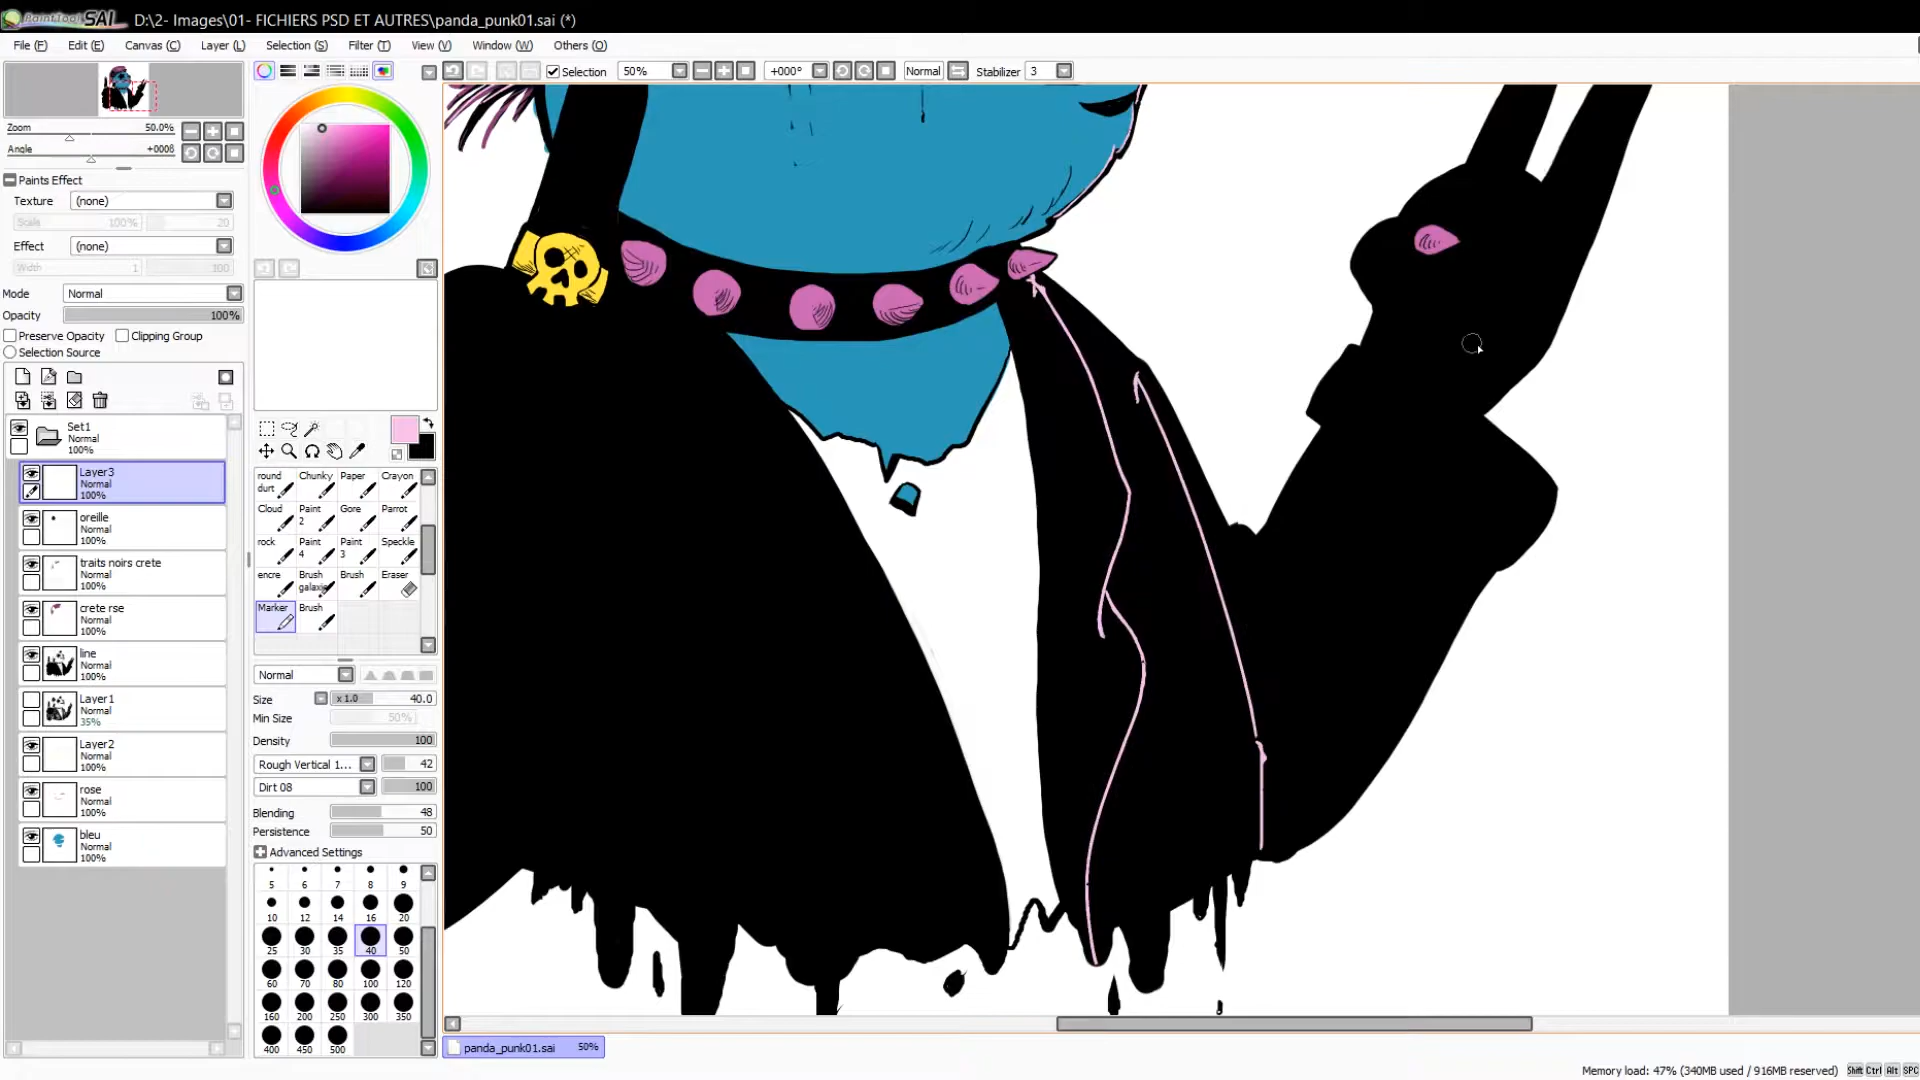 PaintTool SAI D:\2- Images\01- FICHIERS PSD ET AUTRES\panda_punk01.sai (*)
File (F) Edit (E) Canvas (C) Layer (L) Selection (S) Filter (T) View (V) Window (W) Others (O)
Selection 50% +000° Normal Stabilizer 3
Zoom 50.0%
Angle
Paints Effect
Texture (none)
Scale 100% 20
Effect (none)
Width 1 100
Mode Normal
Opacity 100%
Preserve Opacity Clipping Group
Selection Source
Set1
Normal
100%
Layer3
Normal
100%
oreille
Normal
100%
traits noirs crete
Normal
100%
crete rse
Normal
100%
line
Normal
100%
Layer1
Normal
35%
Layer2
Normal
100%
rose
Normal
100%
bleu
Normal
100%
round durt Chunky Paper Crayon
Cloud Paint 2 Gore Parrot
rock Paint 4 Paint 3 Speckle
encre Brush galaxie Brush Eraser
Marker Brush
Normal
Size x 1.0 40.0
Min Size 50%
Density 100
Rough Vertical 1... 42
Dirt 08 100
Blending 48
Persistence 50
Advanced Settings
5 6 7 8 9
10 12 14 16 20
25 30 35 40 50
60 70 80 100 120
160 200 250 300 350
400 450 500
panda_punk01.sai 50%
Memory load: 47% (340MB used / 916MB reserved) Shift Ctrl Alt SPC